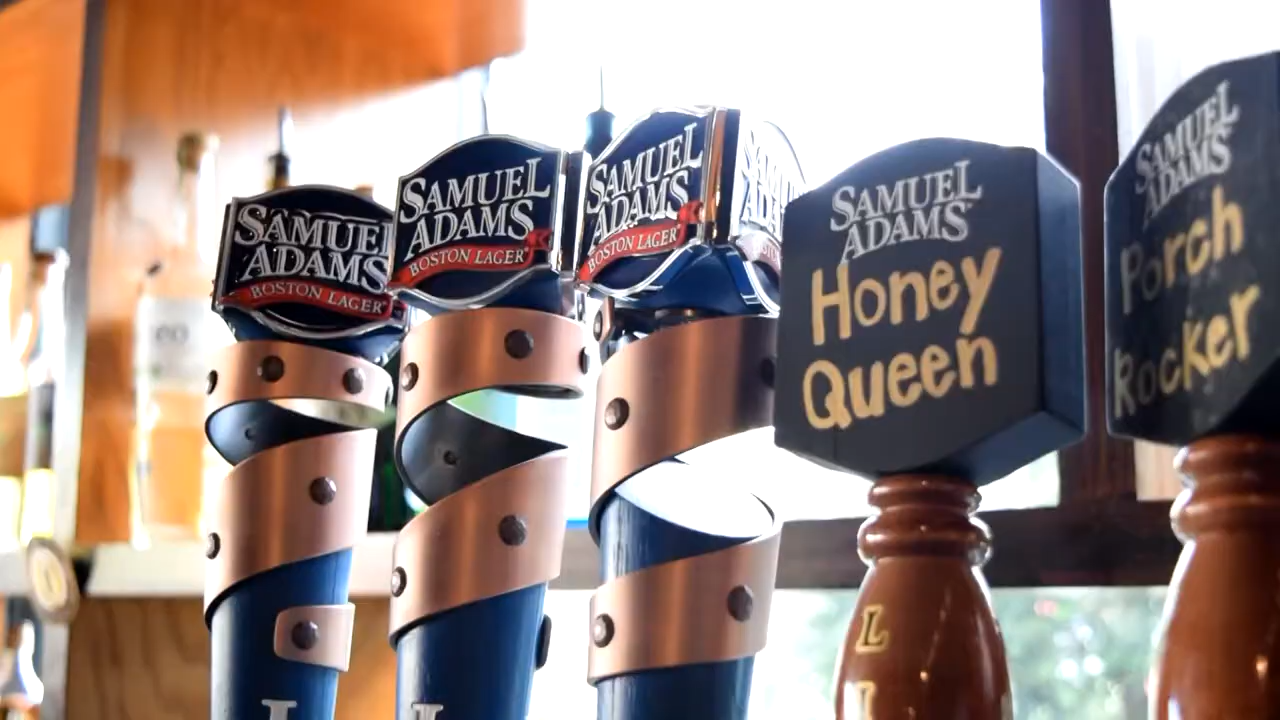 SAMUEL
ADAMS
BOSTON LAGER
SAMUEL
ADAMS
BOSTON LAGER
SAMUEL
ADAMS
BOSTON LAGER
SAMUEL
ADAMS
Honey
Queen
SAMUEL
ADAMS
Porch
Rocker
L